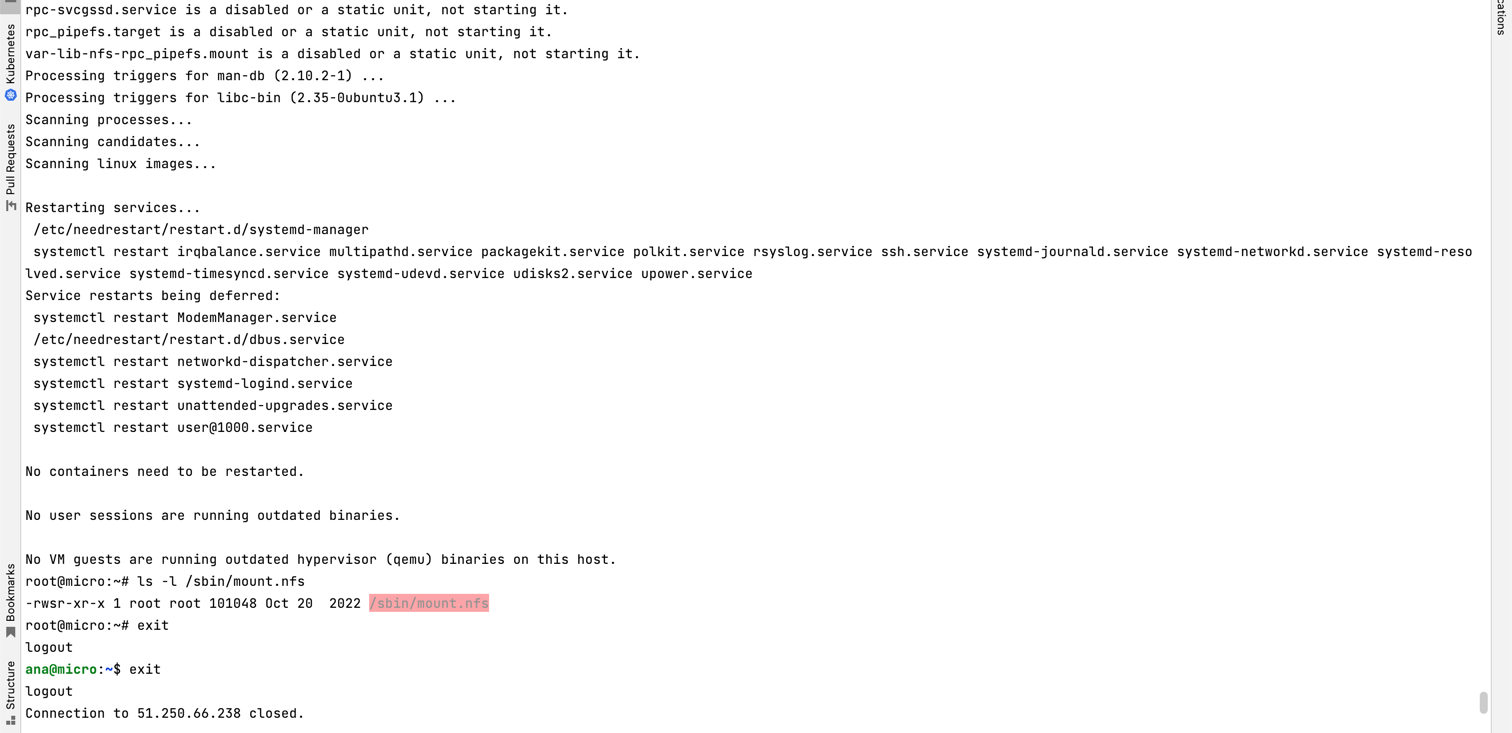 rpc-svcgssd.service is a disabled or a static unit, not starting it.
rpc_pipefs.target is a disabled or a static unit, not starting it.
var-lib-nfs-rpc_pipefs.mount is a disabled or a static unit, not starting it.
Processing triggers for man-db (2.10.2-1) ...
Processing triggers for libc-bin (2.35-0ubuntu3.1) ...
Scanning processes...
Scanning candidates...
Scanning linux images...
Restarting services...
/etc/needrestart/restart.d/systemd-manager
systemctl restart irqbalance.service multipathd.service packagekit.service polkit.service rsyslog.service ssh.service systemd-journald.service systemd-networkd.service systemd-reso
lved.service systemd-timesyncd.service systemd-udevd.service udisks2.service upower.service
Service restarts being deferred:
systemctl restart ModemManager.service
/etc/needrestart/restart.d/dbus.service
systemctl restart networkd-dispatcher.service
systemctl restart systemd-logind.service
systemctl restart unattended-upgrades.service
systemctl restart user@1000.service
No containers need to be restarted.
No user sessions are running outdated binaries.
No VM guests are running outdated hypervisor (qemu) binaries on this host.
root@micro:~# ls -l /sbin/mount.nfs
-rwsr-xr-x 1 root root 101048 Oct 20  2022 /sbin/mount.nfs
root@micro:~# exit
logout
ana@micro:~$ exit
logout
Connection to 51.250.66.238 closed.
Kubernetes
Pull Requests
Bookmarks
Structure